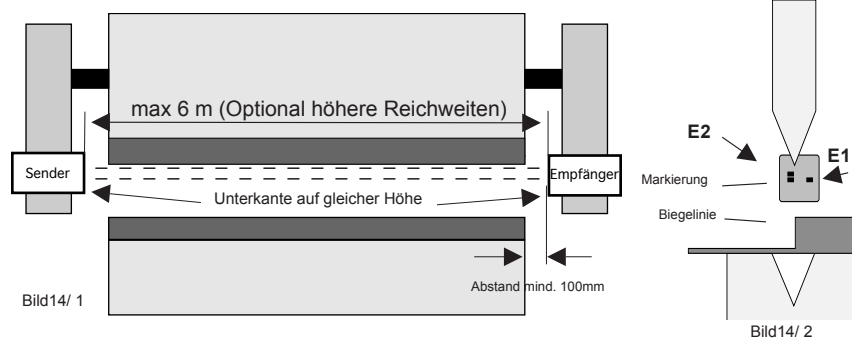 max 6 m (Optional höhere Reichweiten)
Sender
Empfänger
Unterkante auf gleicher Höhe
Abstand mind. 100mm
Bild14/ 1
E2
E1
Markierung
Biegelinie
Bild14/ 2